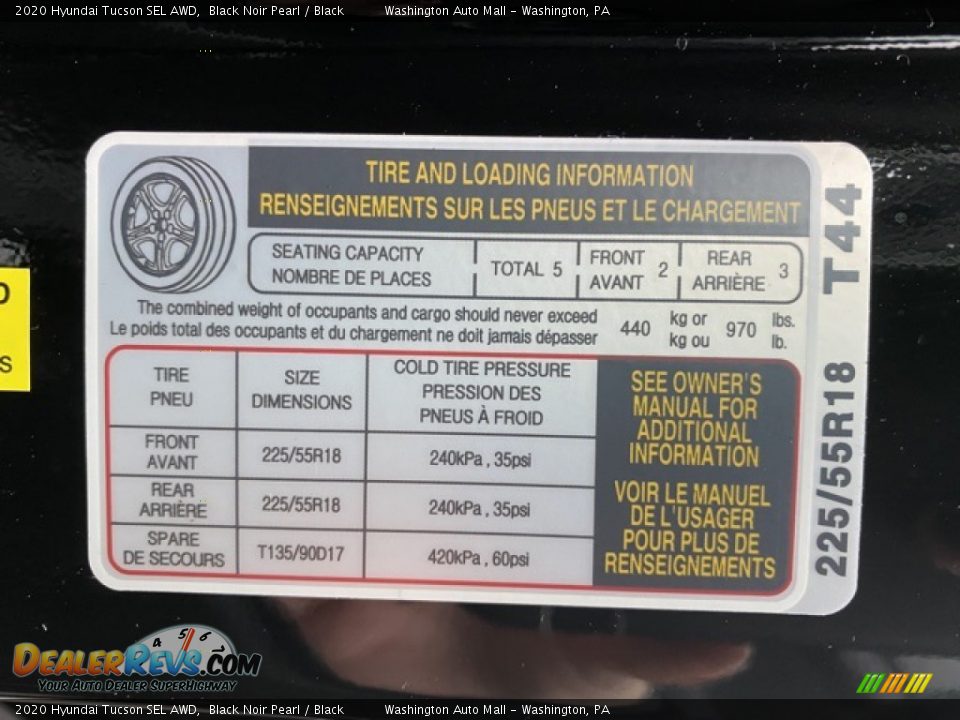 2020 Hyundai Tucson SEL AWD, Black Noir Pearl / Black Washington Auto Mall - Washington, PA
TIRE AND LOADING INFORMATION
RENSEIGNEMENTS SUR LES PNEUS ET LE CHARGEMENT
SEATING CAPACITY
NOMBRE DE PLACES
TOTAL 5
FRONT
AVANT
2
REAR
ARRIÈRE
3
The combined weight of occupants and cargo should never exceed
Le poids total des occupants et du chargement ne doit jamais dépasser
440
kg or
kg ou
970
lbs.
lb.
TIRE
PNEU
SIZE
DIMENSIONS
COLD TIRE PRESSURE
PRESSION DES
PNEUS À FROID
FRONT
AVANT
225/55R18
240kPa , 35psi
REAR
ARRIÈRE
225/55R18
240kPa , 35psi
SPARE
DE SECOURS
T135/90D17
420kPa , 60psi
SEE OWNER'S
MANUAL FOR
ADDITIONAL
INFORMATION
VOIR LE MANUEL
DE L'USAGER
POUR PLUS DE
RENSEIGNEMENTS
225/55R18 T44
4 5 6
DEALERREVS.COM
YOUR AUTO DEALER SUPERHIGHWAY
2020 Hyundai Tucson SEL AWD, Black Noir Pearl / Black Washington Auto Mall - Washington, PA